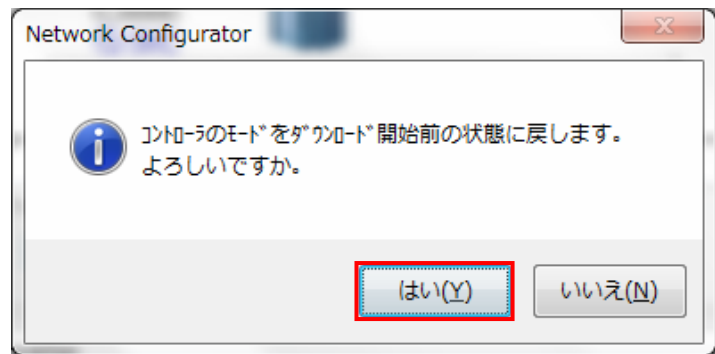 Network Configurator
ｺﾝﾄﾛｰﾗのﾓｰﾄﾞをﾀﾞｳﾝﾛｰﾄﾞ開始前の状態に戻します。
よろしいですか。
はい(Y)
いいえ(N)